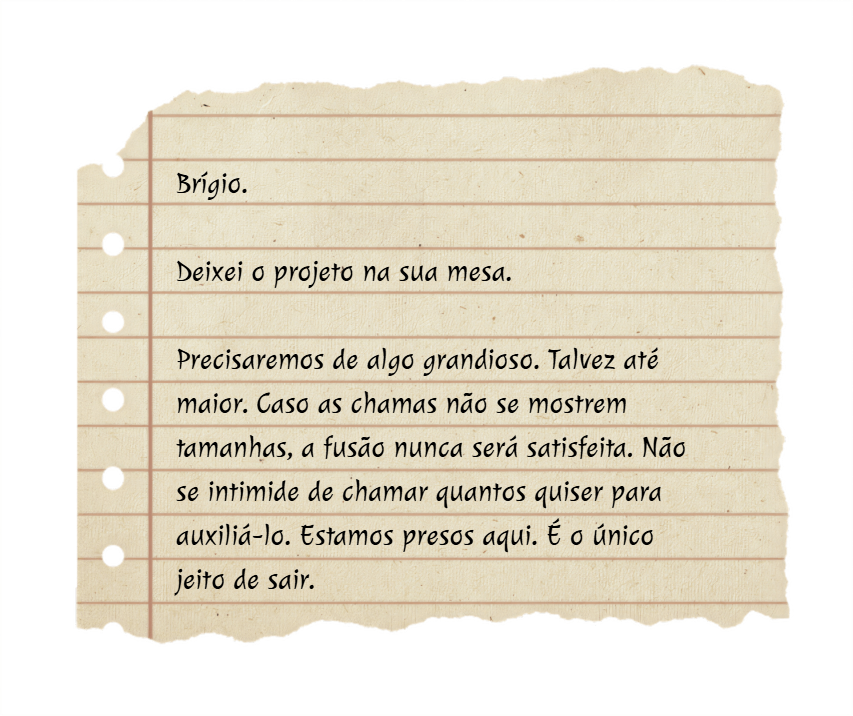 Brígio.
Deixei o projeto na sua mesa.
Precisaremos de algo grandioso. Talvez até
maior. Caso as chamas não se mostrem
tamanhas, a fusão nunca será satisfeita. Não
se intimide de chamar quantos quiser para
auxiliá-lo. Estamos presos aqui. É o único
jeito de sair.